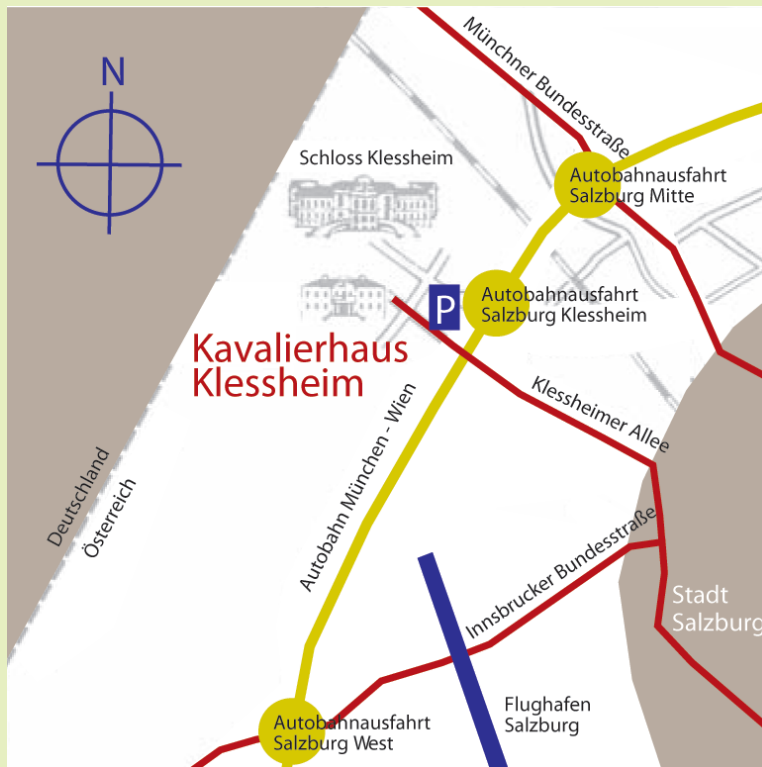 N
Münchner Bundesstraße
Schloss Klessheim
Autobahnausfahrt
Salzburg Mitte
P
Autobahnausfahrt
Salzburg Klessheim
Kavalierhaus
Klessheim
Klessheimer Allee
Autobahn München - Wien
Deutschland
Österreich
Innsbrucker Bundesstraße
Stadt
Salzburg
Flughafen
Salzburg
Autobahnausfahrt
Salzburg West